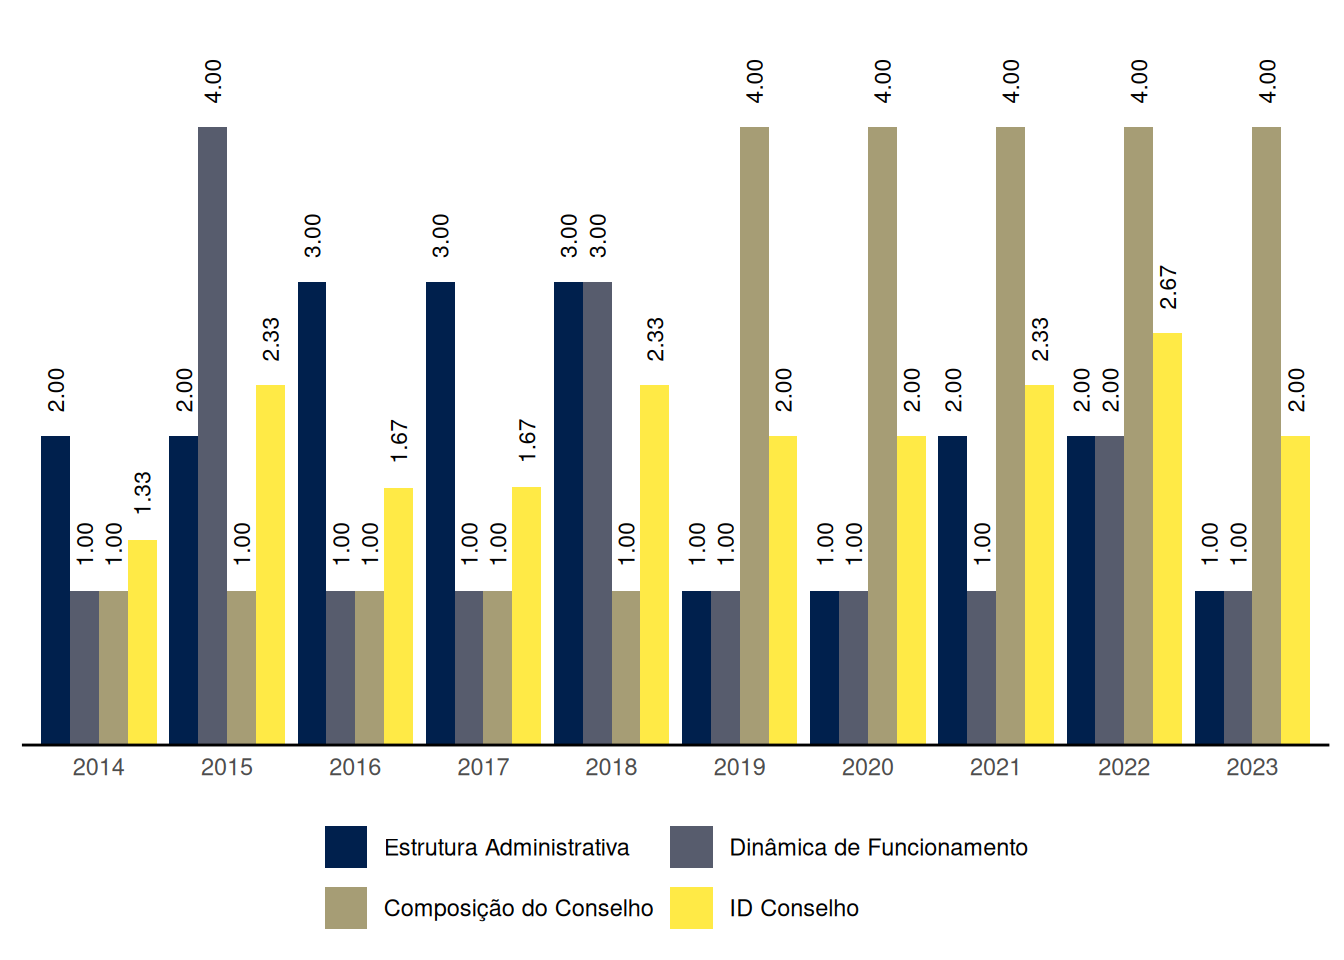 2.00 1.00 1.00 1.33
2.00 4.00 1.00 2.33
3.00 1.00 1.00 1.67
3.00 1.00 1.00 1.67
3.00 3.00 1.00 2.33
1.00 1.00 4.00 2.00
1.00 1.00 4.00 2.00
2.00 1.00 4.00 2.33
2.00 2.00 4.00 2.67
1.00 1.00 4.00 2.00
2014 2015 2016 2017 2018 2019 2020 2021 2022 2023
Estrutura Administrativa Dinâmica de Funcionamento
Composição do Conselho ID Conselho